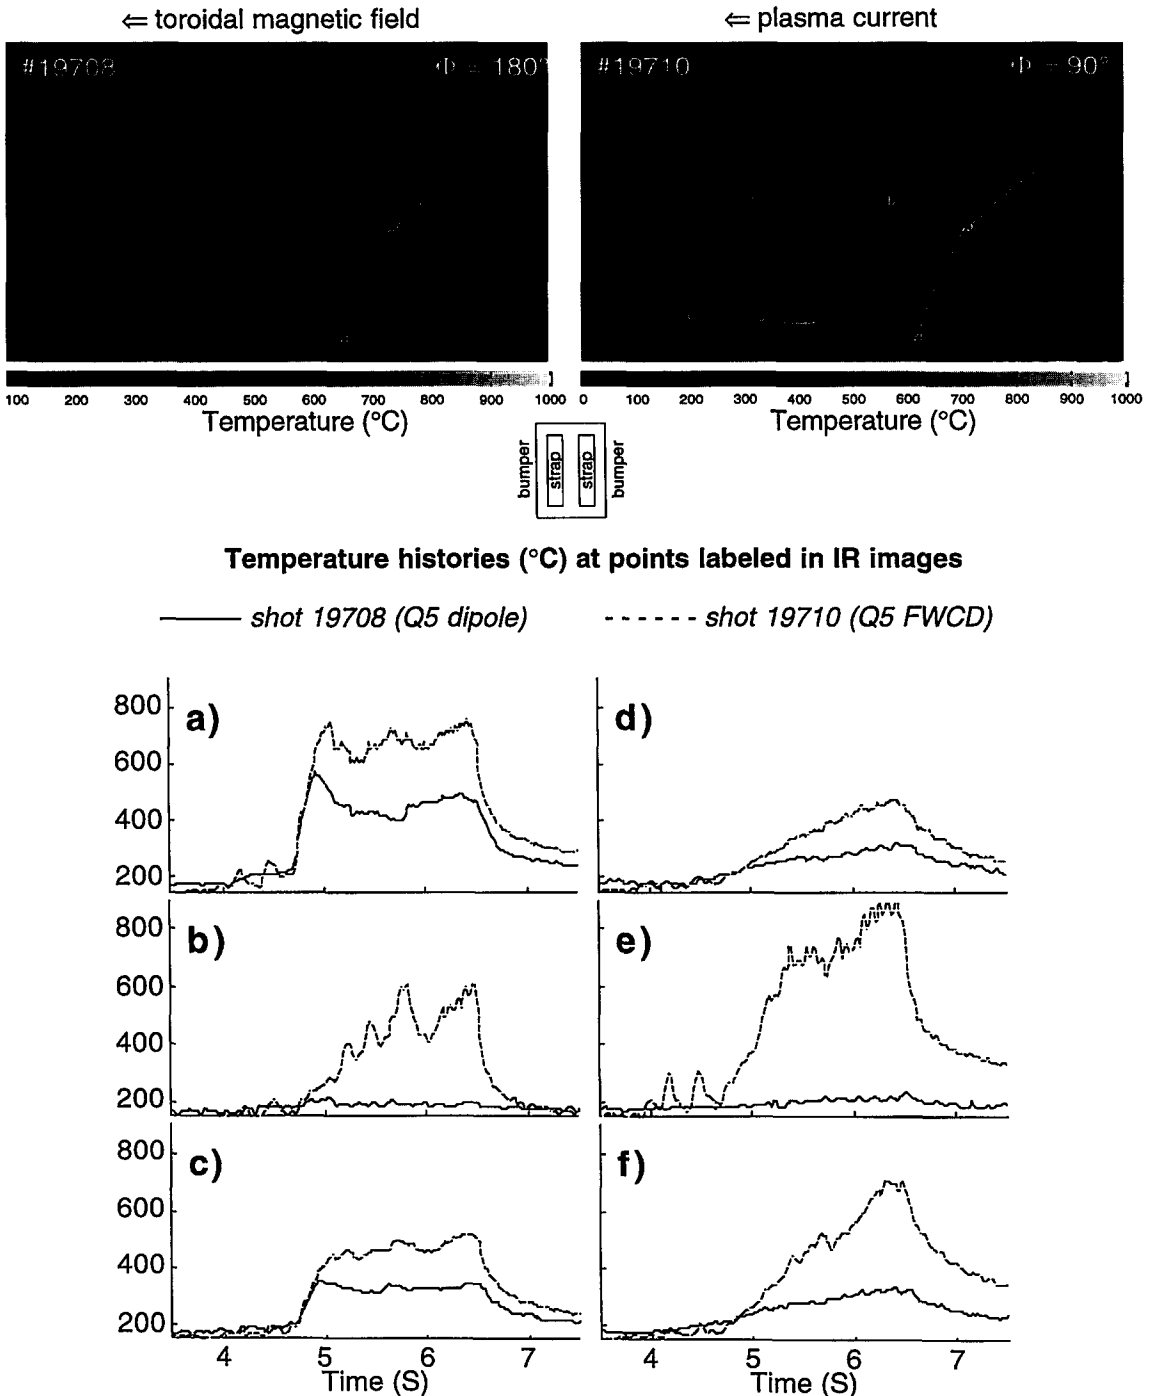 ⇐ toroidal magnetic field
⇐ plasma current
#19708 Φ = 180°
#19710 Φ = 90°
100 200 300 400 500 600 700 800 900 1000
Temperature (°C)
0 100 200 300 400 500 600 700 800 900 1000
Temperature (°C)
bumper
strap
strap
bumper
Temperature histories (°C) at points labeled in IR images
shot 19708 (Q5 dipole)
shot 19710 (Q5 FWCD)
a)
800
600
400
200
d)
b)
800
600
400
200
e)
c)
800
600
400
200
f)
4 5 6 7
Time (S)
4 5 6 7
Time (S)